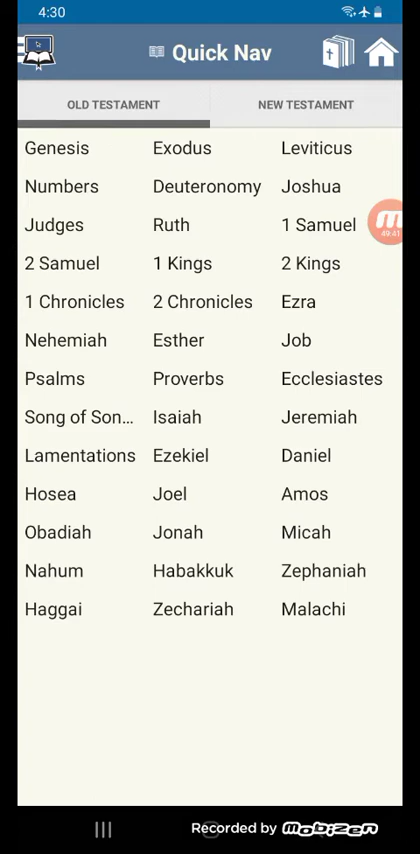 4:30
Quick Nav
OLD TESTAMENT NEW TESTAMENT
Genesis Exodus Leviticus
Numbers Deuteronomy Joshua
Judges Ruth 1 Samuel
49:41
2 Samuel 1 Kings 2 Kings
1 Chronicles 2 Chronicles Ezra
Nehemiah Esther Job
Psalms Proverbs Ecclesiastes
Song of Son... Isaiah Jeremiah
Lamentations Ezekiel Daniel
Hosea Joel Amos
Obadiah Jonah Micah
Nahum Habakkuk Zephaniah
Haggai Zechariah Malachi
Recorded by mobizen